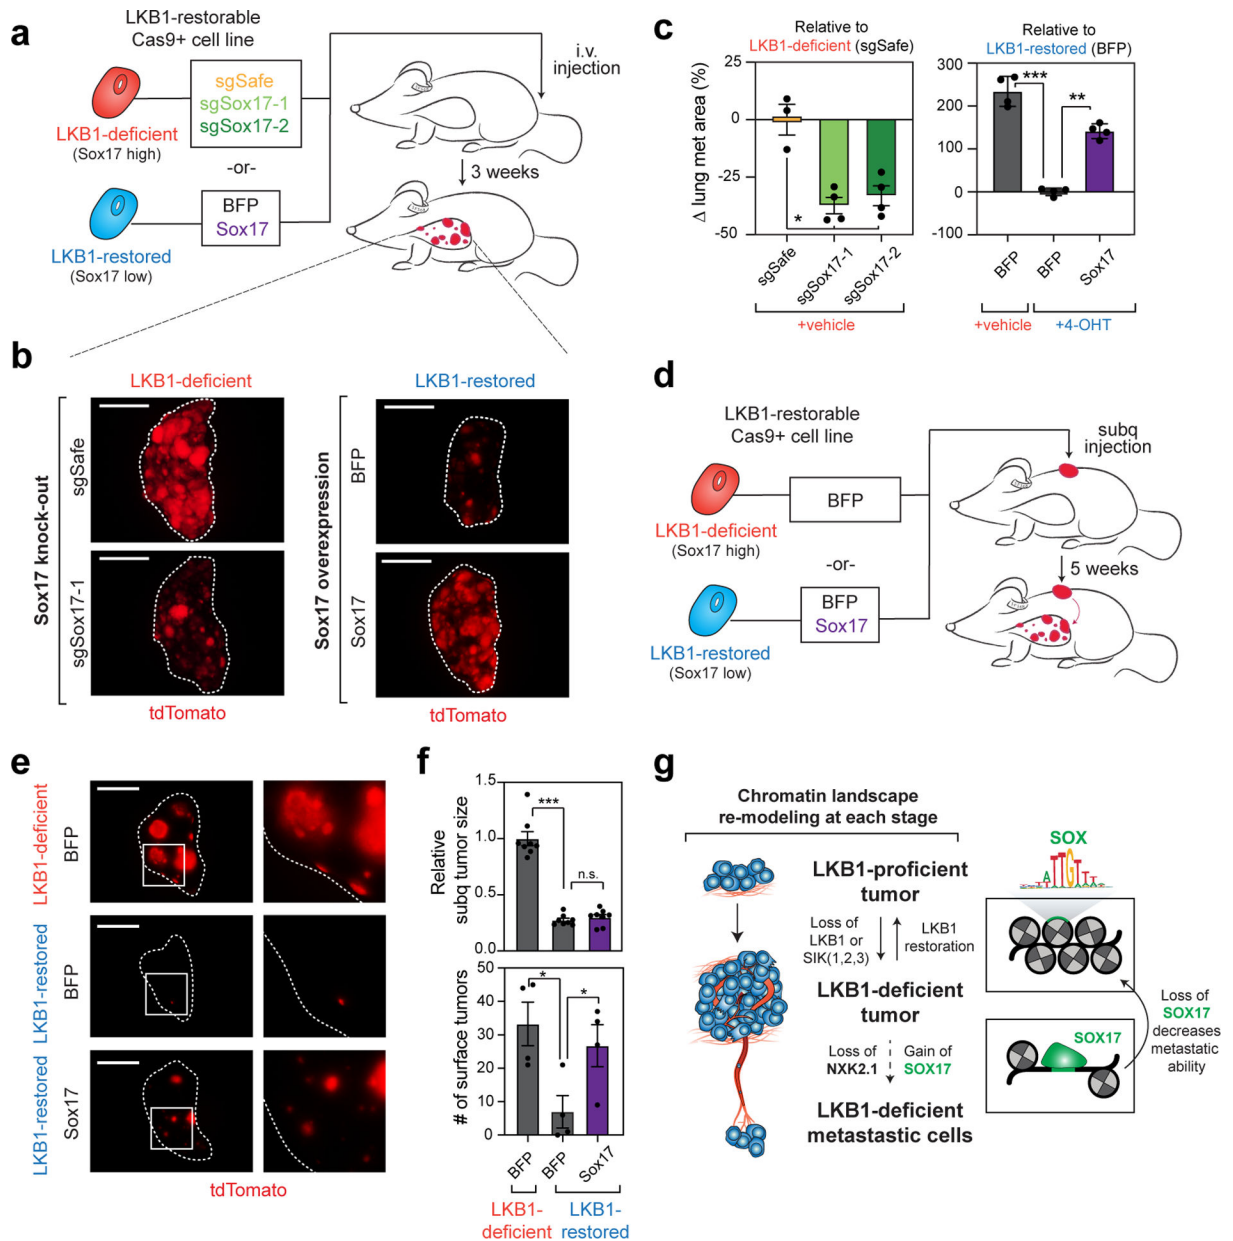 a
LKB1-restorable
Cas9+ cell line
LKB1-deficient
(Sox17 high)
sgSafe
sgSox17-1
sgSox17-2
-or-
LKB1-restored
(Sox17 low)
BFP
Sox17
i.v.
injection
3 weeks
b
LKB1-deficient
LKB1-restored
Sox17 knock-out
sgSafe
sgSox17-1
Sox17 overexpression
BFP
Sox17
tdTomato
tdTomato
c
Relative to
LKB1-deficient (sgSafe)
Δ lung met area (%)
25
0
-25
-50
*
sgSafe
sgSox17-1
sgSox17-2
+vehicle
Relative to
LKB1-restored (BFP)
300
200
100
0
-100
***
**
BFP
BFP
Sox17
+vehicle
+4-OHT
d
LKB1-restorable
Cas9+ cell line
LKB1-deficient
(Sox17 high)
BFP
-or-
LKB1-restored
(Sox17 low)
BFP
Sox17
subq
injection
5 weeks
e
LKB1-deficient
BFP
LKB1-restored
BFP
LKB1-restored
Sox17
tdTomato
f
Relative
subq tumor size
1.5
1.0
0.5
0.0
***
n.s.
# of surface tumors
50
40
30
20
10
0
*
*
BFP
BFP
Sox17
LKB1-
deficient
LKB1-
restored
g
Chromatin landscape
re-modeling at each stage
LKB1-proficient
tumor
Loss of
LKB1 or
SIK(1,2,3)
LKB1
restoration
LKB1-deficient
tumor
Loss of
NXK2.1
Gain of
SOX17
LKB1-deficient
metastastic cells
SOX
ATTGT
SOX17
Loss of
SOX17
decreases
metastatic
ability